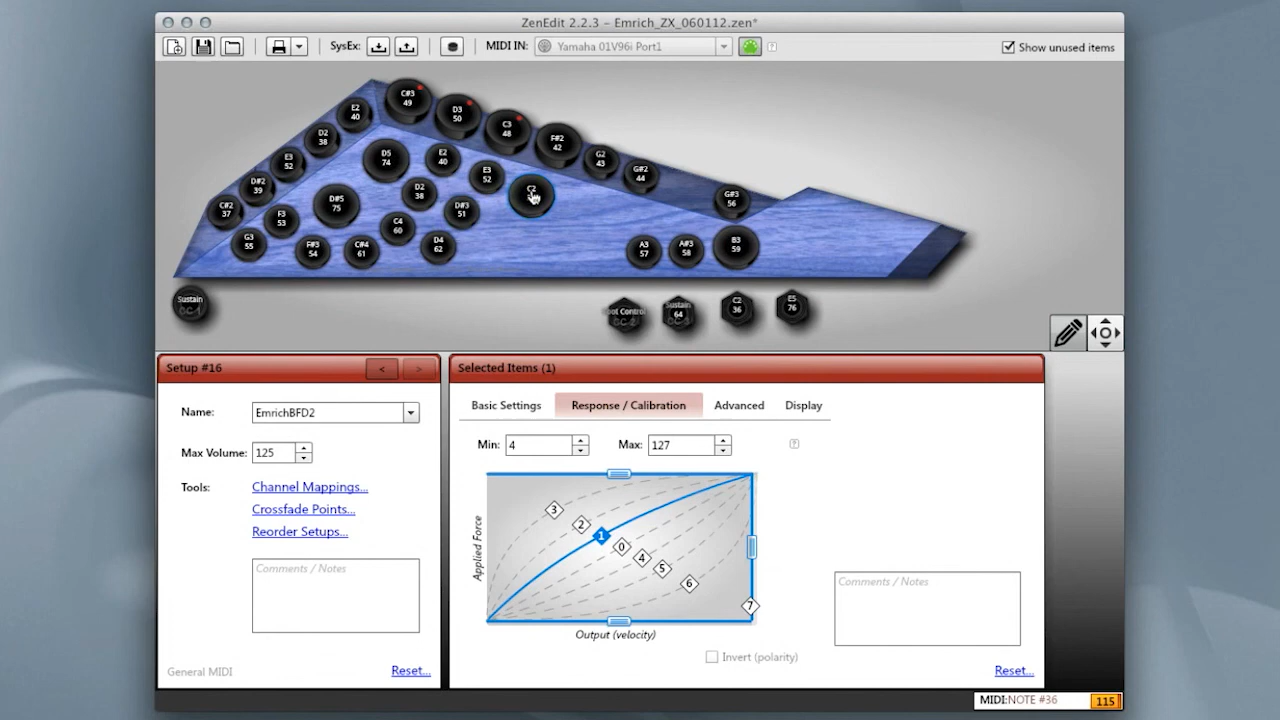 ZenEdit 2.2.3 – Emrich_ZX_060112.zen*
SysEx: MIDI IN: Yamaha 01V96i Port1 Show unused items
C#3
49
E2
40
D3
50
C3
48
F#2
42
D2
38
E3
52
D5
74
E2
40
G2
43
G#2
44
D#2
39
E3
52
D2
38
C2
G#3
56
C#2
37
D#5
75
D#3
51
F3
53
C4
60
G3
55
F#3
54
C#4
61
D4
62
A3
57
A#3
58
B3
59
Sustain
CC 1
oot Control
CC 2
Sustain
64
CC 3
C2
36
E5
76
Setup #16 < >
Name: EmrichBFD2
Max Volume: 125
Tools: Channel Mappings...
Crossfade Points...
Reorder Setups...
Comments / Notes
General MIDI Reset...
Selected Items (1)
Basic Settings Response / Calibration Advanced Display
Min: 4 Max: 127 ?
Applied Force
3
2
1
0
4
5
6
7
Output (velocity)
Comments / Notes
Invert (polarity)
Reset...
MIDI:NOTE #36 115